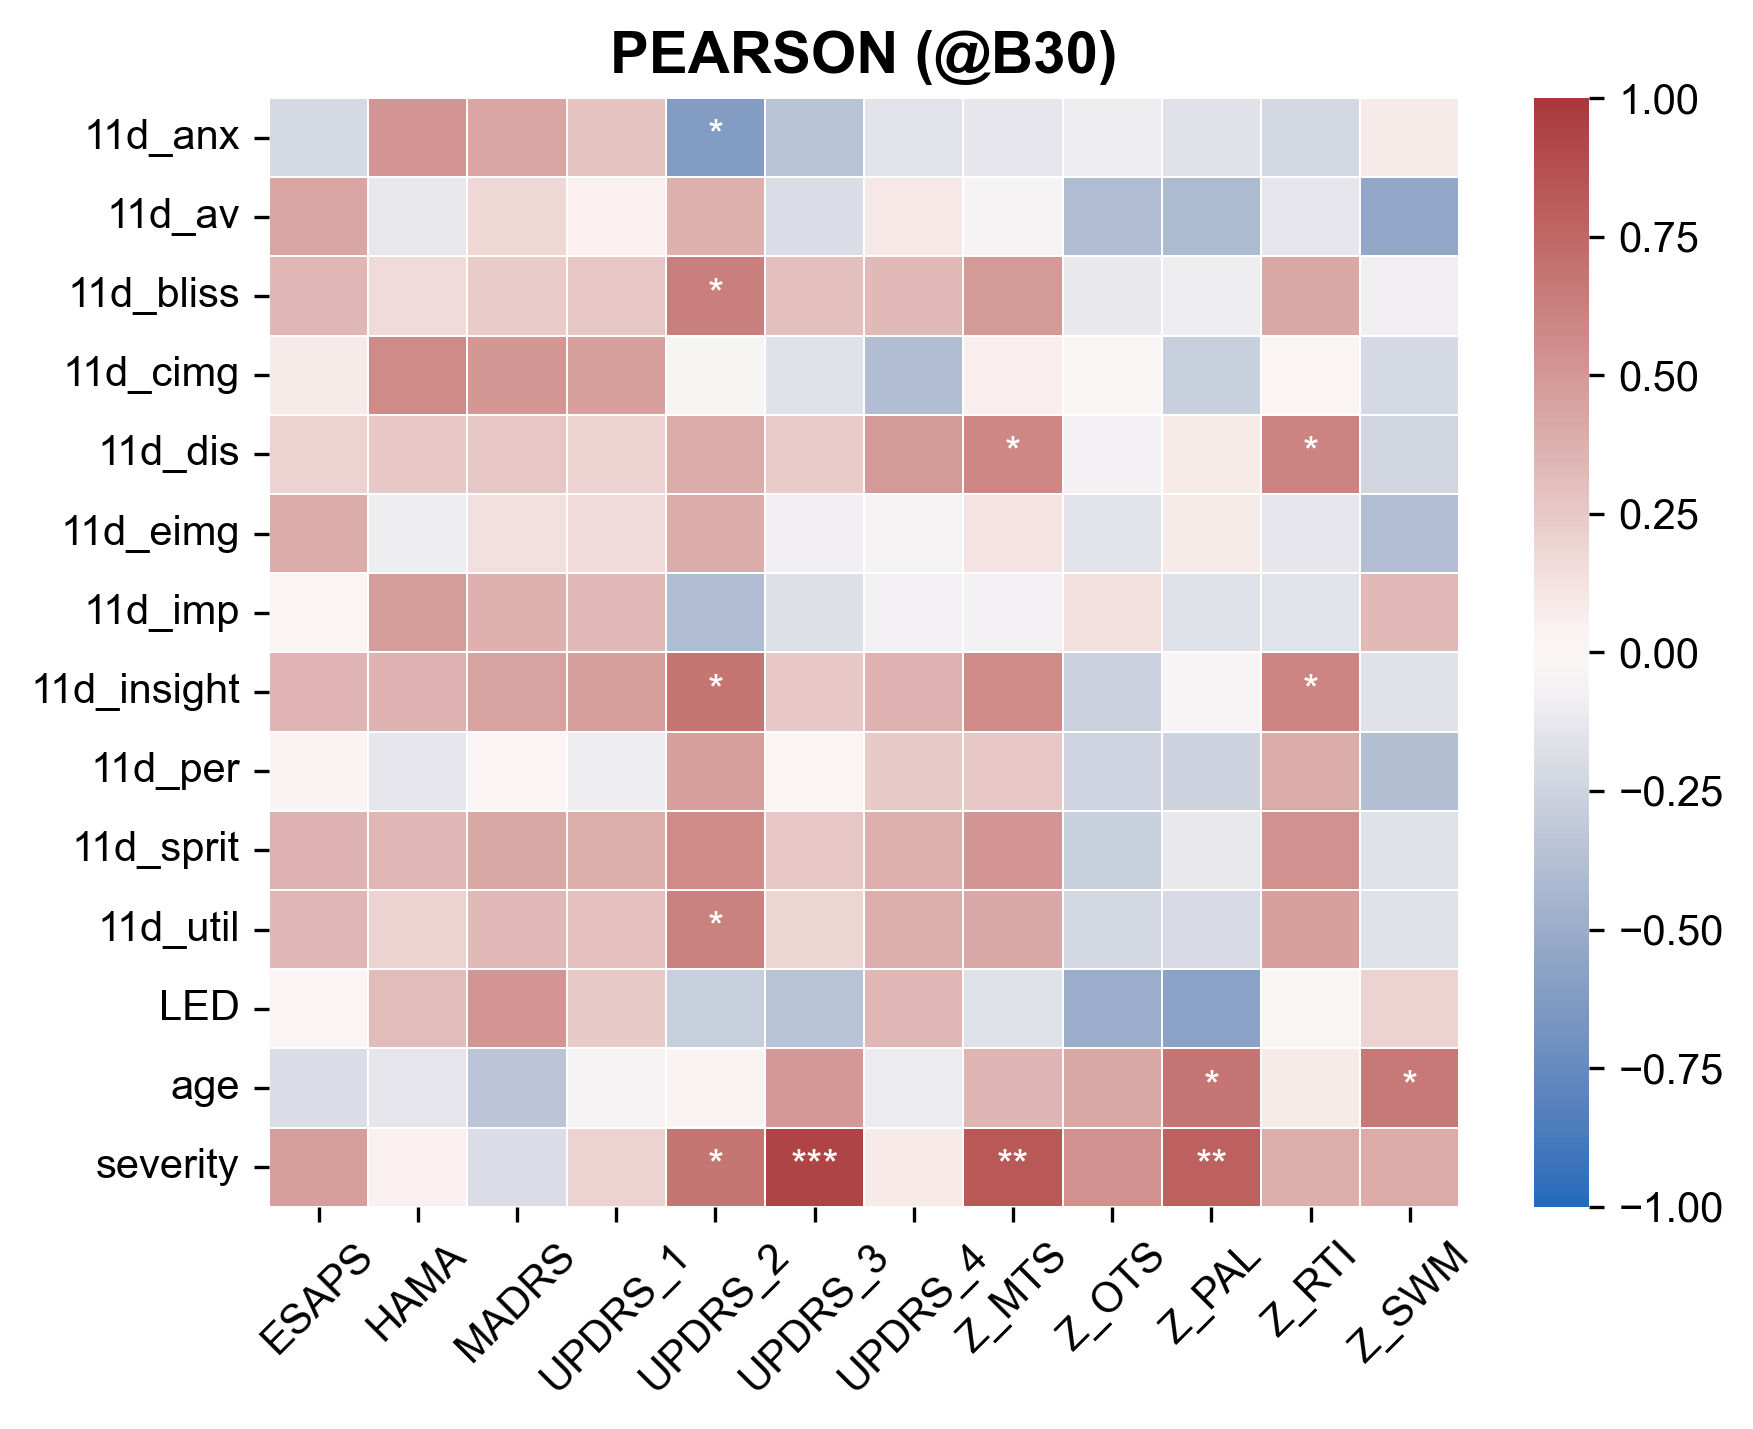 PEARSON (@B30)
11d_anx
11d_av
11d_bliss
11d_cimg
11d_dis
11d_eimg
11d_imp
11d_insight
11d_per
11d_sprit
11d_util
LED
age
severity
*
*
* *
* *
*
* *
* *** ** **
ESAPS HAMA MADRS UPDRS_1 UPDRS_2 UPDRS_3 UPDRS_4 Z_MTS Z_OTS Z_PAL Z_RTI Z_SWM
1.00
0.75
0.50
0.25
0.00
−0.25
−0.50
−0.75
−1.00